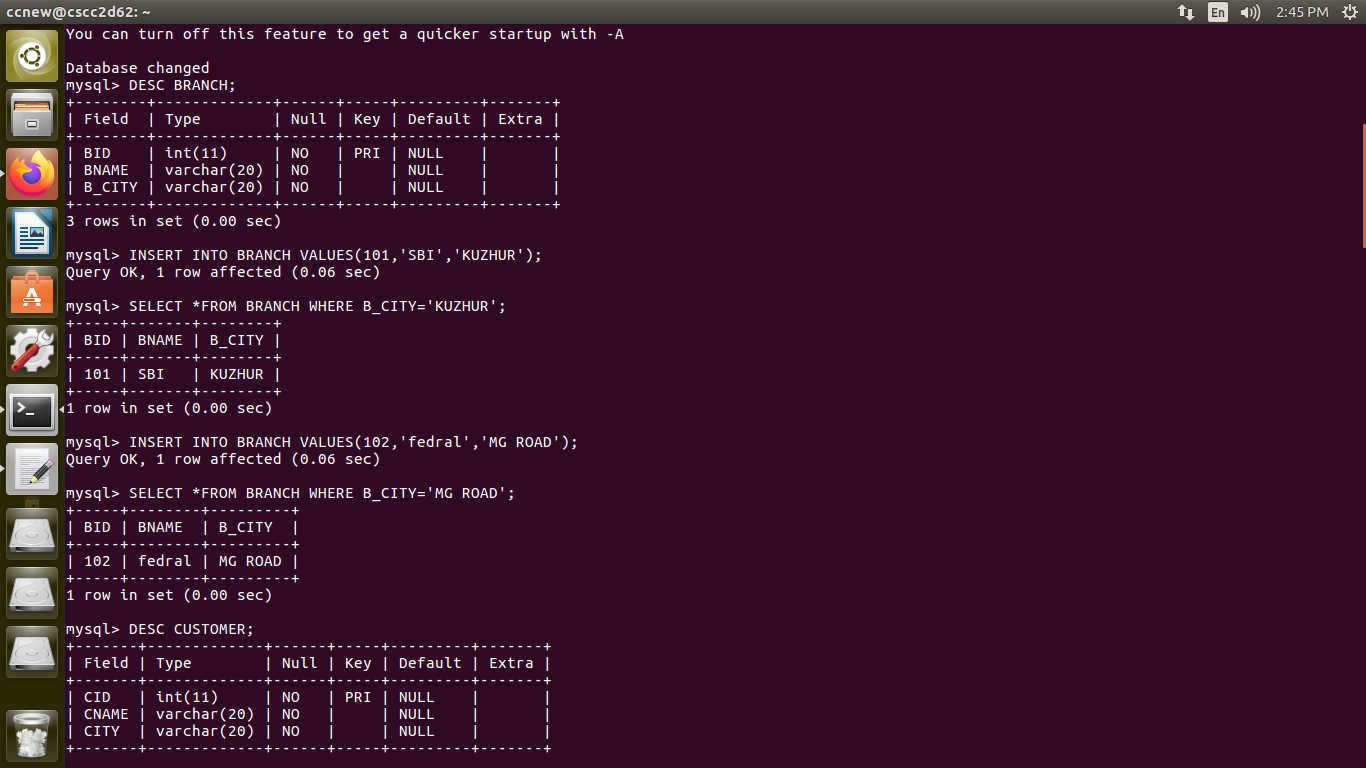 ccnew@cscc2d62: ~
En
2:45 PM
You can turn off this feature to get a quicker startup with -A
Database changed
mysql> DESC BRANCH;
+--------+-------------+------+-----+---------+-------+
| Field  | Type        | Null | Key | Default | Extra |
+--------+-------------+------+-----+---------+-------+
| BID    | int(11)     | NO   | PRI | NULL    |       |
| BNAME  | varchar(20) | NO   |     | NULL    |       |
| B_CITY | varchar(20) | NO   |     | NULL    |       |
+--------+-------------+------+-----+---------+-------+
3 rows in set (0.00 sec)
mysql> INSERT INTO BRANCH VALUES(101,'SBI','KUZHUR');
Query OK, 1 row affected (0.06 sec)
mysql> SELECT *FROM BRANCH WHERE B_CITY='KUZHUR';
+-----+-------+--------+
| BID | BNAME | B_CITY |
+-----+-------+--------+
| 101 | SBI   | KUZHUR |
+-----+-------+--------+
1 row in set (0.00 sec)
mysql> INSERT INTO BRANCH VALUES(102,'fedral','MG ROAD');
Query OK, 1 row affected (0.06 sec)
mysql> SELECT *FROM BRANCH WHERE B_CITY='MG ROAD';
+-----+--------+---------+
| BID | BNAME  | B_CITY  |
+-----+--------+---------+
| 102 | fedral | MG ROAD |
+-----+--------+---------+
1 row in set (0.00 sec)
mysql> DESC CUSTOMER;
+-------+-------------+------+-----+---------+-------+
| Field | Type        | Null | Key | Default | Extra |
+-------+-------------+------+-----+---------+-------+
| CID   | int(11)     | NO   | PRI | NULL    |       |
| CNAME | varchar(20) | NO   |     | NULL    |       |
| CITY  | varchar(20) | NO   |     | NULL    |       |
+-------+-------------+------+-----+---------+-------+